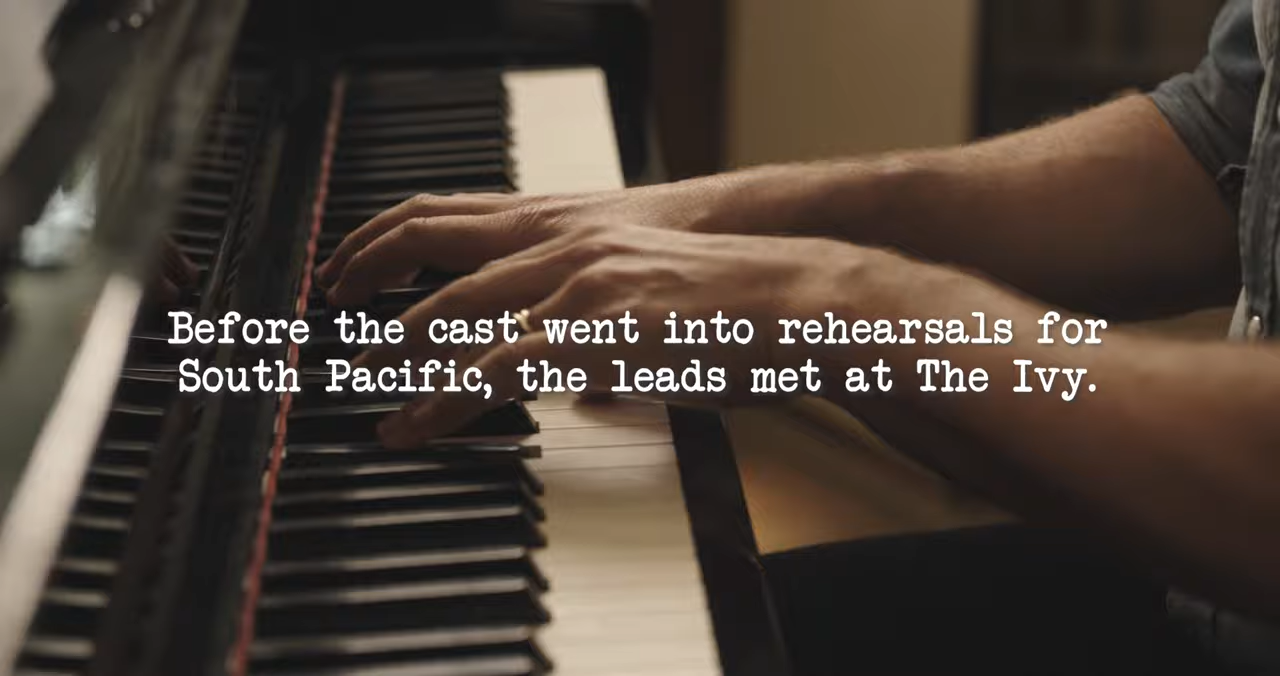 Before the cast went into rehearsals for
South Pacific, the leads met at The Ivy.